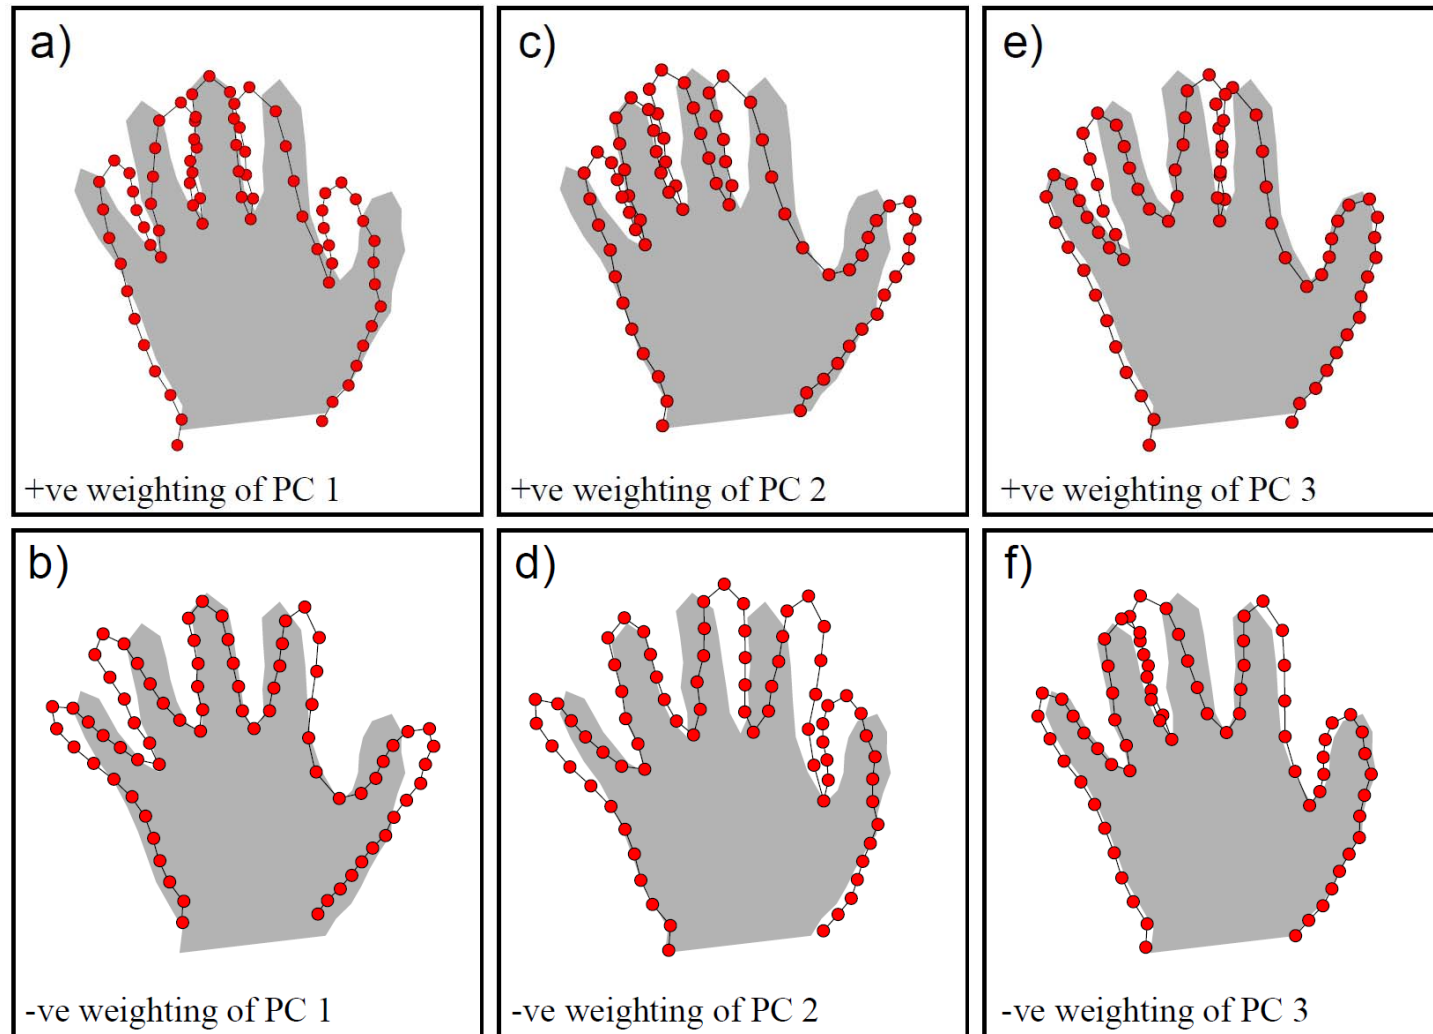 a)
c)
e)
+ve weighting of PC 1
+ve weighting of PC 2
+ve weighting of PC 3
b)
d)
f)
-ve weighting of PC 1
-ve weighting of PC 2
-ve weighting of PC 3